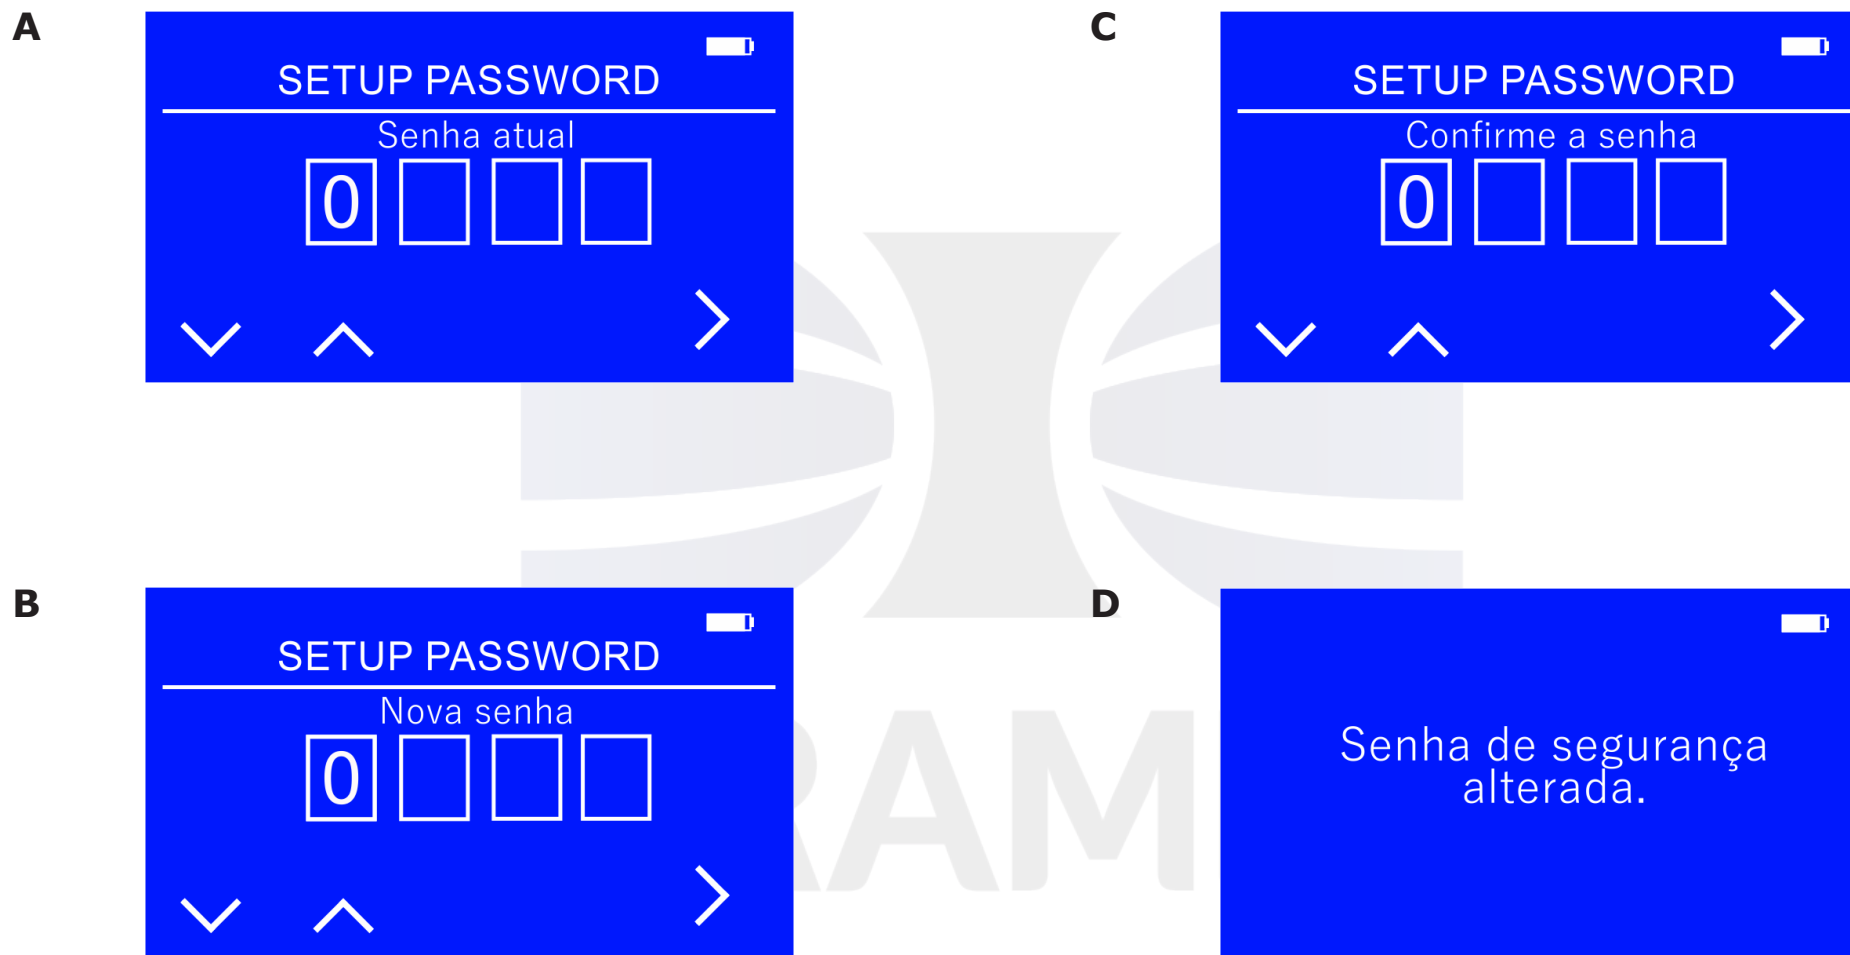 A
SETUP PASSWORD
Senha atual
0
B
SETUP PASSWORD
Nova senha
0
C
SETUP PASSWORD
Confirme a senha
0
D
Senha de segurança
alterada.
RAM